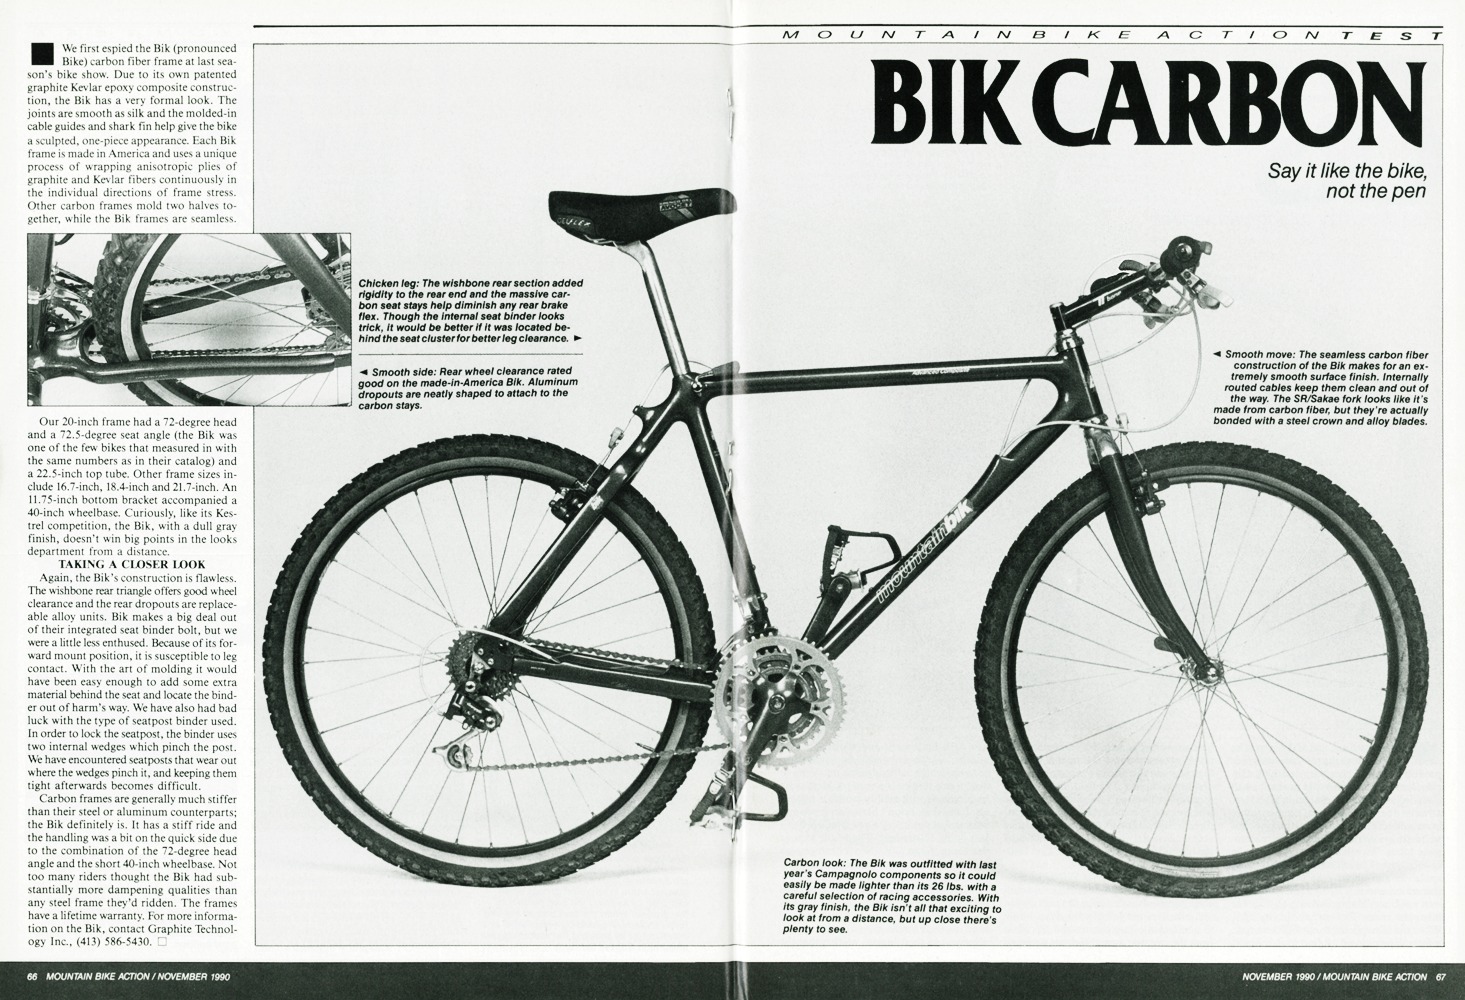 We first espied the Bik (pronounced
Bike) carbon fiber frame at last sea-
son's bike show. Due to its own patented
graphite Kevlar epoxy composite construc-
tion, the Bik has a very formal look. The
joints are smooth as silk and the molded-in
cable guides and shark fin help give the bike
a sculpted, one-piece appearance. Each Bik
frame is made in America and uses a unique
process of wrapping anisotropic plies of
graphite and Kevlar fibers continuously in
the individual directions of frame stress.
Other carbon frames mold two halves to-
gether, while the Bik frames are seamless.
Our 20-inch frame had a 72-degree head
and a 72.5-degree seat angle (the Bik was
one of the few bikes that measured in with
the same numbers as in their catalog) and
a 22.5-inch top tube. Other frame sizes in-
clude 16.7-inch, 18.4-inch and 21.7-inch. An
11.75-inch bottom bracket accompanied a
40-inch wheelbase. Curiously, like its Kes-
trel competition, the Bik, with a dull gray
finish, doesn't win big points in the looks
department from a distance.
TAKING A CLOSER LOOK
Again, the Bik's construction is flawless.
The wishbone rear triangle offers good wheel
clearance and the rear dropouts are replace-
able alloy units. Bik makes a big deal out
of their integrated seat binder bolt, but we
were a little less enthused. Because of its for-
ward mount position, it is susceptible to leg
contact. With the art of molding it would
have been easy enough to add some extra
material behind the seat and locate the bind-
er out of harm's way. We have also had bad
luck with the type of seatpost binder used.
In order to lock the seatpost, the binder uses
two internal wedges which pinch the post.
We have encountered seatposts that wear out
where the wedges pinch it, and keeping them
tight afterwards becomes difficult.
Carbon frames are generally much stiffer
than their steel or aluminum counterparts;
the Bik definitely is. It has a stiff ride and
the handling was a bit on the quick side due
to the combination of the 72-degree head
angle and the short 40-inch wheelbase. Not
too many riders thought the Bik had sub-
stantially more dampening qualities than
any steel frame they'd ridden. The frames
have a lifetime warranty. For more informa-
tion on the Bik, contact Graphite Technol-
ogy Inc., (413) 586-5430. □
Chicken leg: The wishbone rear section added
rigidity to the rear end and the massive car-
bon seat stays help diminish any rear brake
flex. Though the internal seat binder looks
trick, it would be better if it was located be-
hind the seat cluster for better leg clearance. ►
◄ Smooth side: Rear wheel clearance rated
good on the made-in-America Bik. Aluminum
dropouts are neatly shaped to attach to the
carbon stays.
MOUNTAIN BIKE ACTION TEST
BIK CARBON
Say it like the bike,
not the pen
◄ Smooth move: The seamless carbon fiber
construction of the Bik makes for an ex-
tremely smooth surface finish. Internally
routed cables keep them clean and out of
the way. The SR/Sakae fork looks like it's
made from carbon fiber, but they're actually
bonded with a steel crown and alloy blades.
Advanced Composite
mountainbik
Carbon look: The Bik was outfitted with last
year's Campagnolo components so it could
easily be made lighter than its 26 lbs. with a
careful selection of racing accessories. With
its gray finish, the Bik isn't all that exciting to
look at from a distance, but up close there's
plenty to see.
66 MOUNTAIN BIKE ACTION / NOVEMBER 1990
NOVEMBER 1990 / MOUNTAIN BIKE ACTION 67